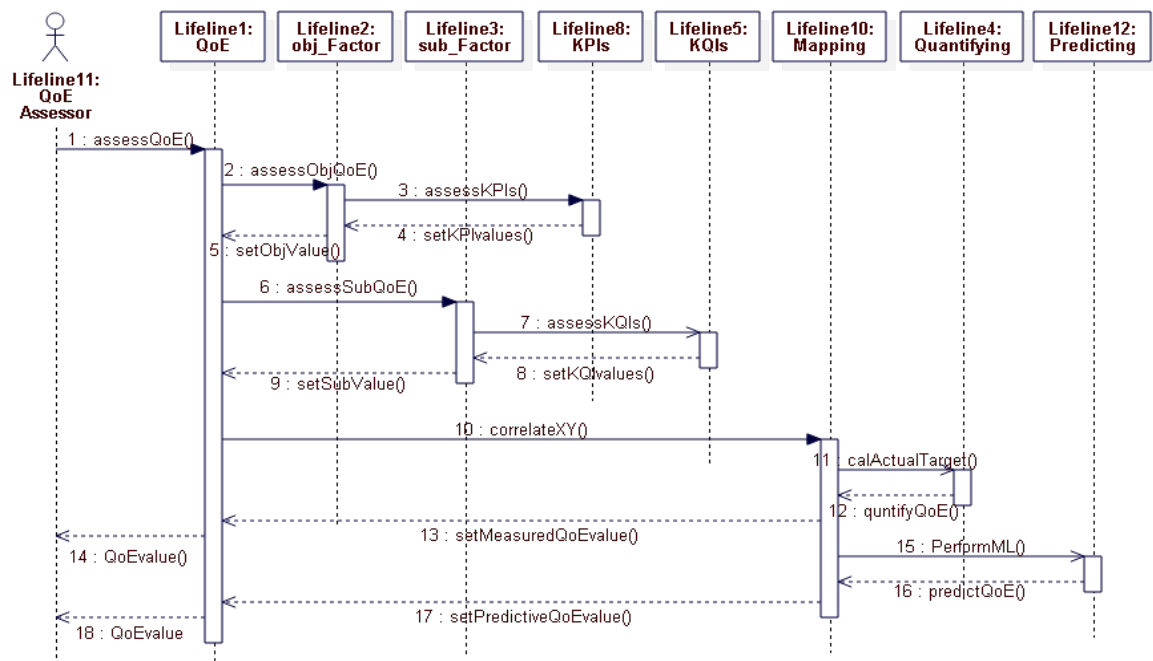 Lifeline11:
QoE
Assessor
Lifeline1:
QoE
Lifeline2:
obj_Factor
Lifeline3:
sub_Factor
Lifeline8:
KPIs
Lifeline5:
KQIs
Lifeline10:
Mapping
Lifeline4:
Quantifying
Lifeline12:
Predicting
1 : assessQoE()
2 : assessObjQoE()
3 : assessKPIs()
4 : setKPIvalues()
5 : setObjValue()
6 : assessSubQoE()
7 : assessKQIs()
8 : setKQIvalues()
9 : setSubValue()
10 : correlateXY()
11 : calActualTarget()
12 : quntifyQoE()
13 : setMeasuredQoEvalue()
14 : QoEvalue()
15 : PerformML()
16 : predictQoE()
17 : setPredictiveQoEvalue()
18 : QoEvalue